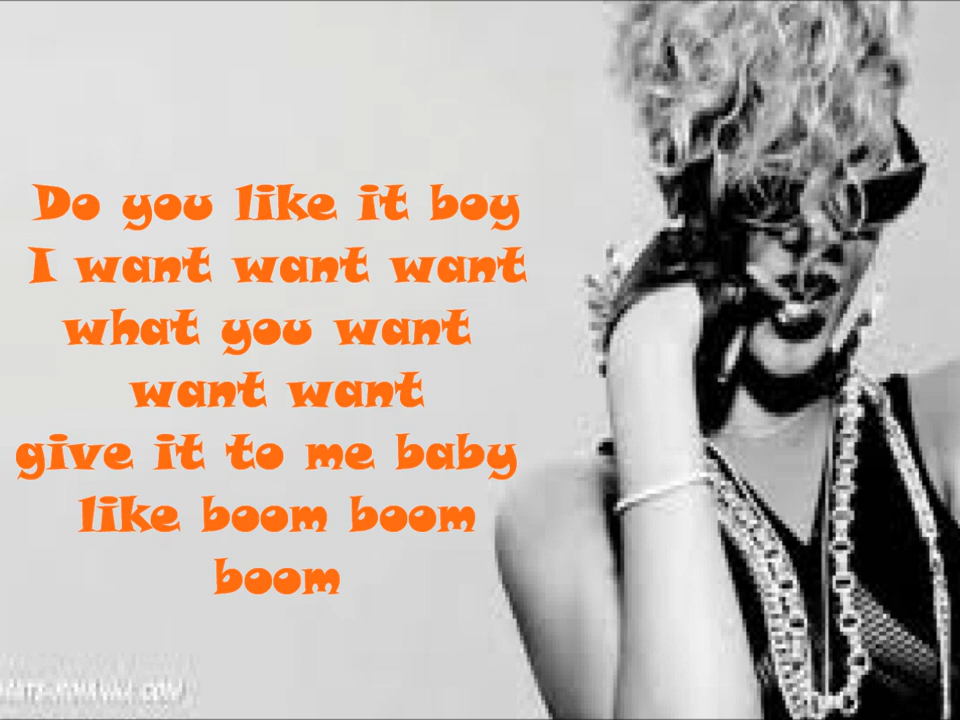 Do you like it boy
I want want want
what you want
want want
give it to me baby
like boom boom
boom